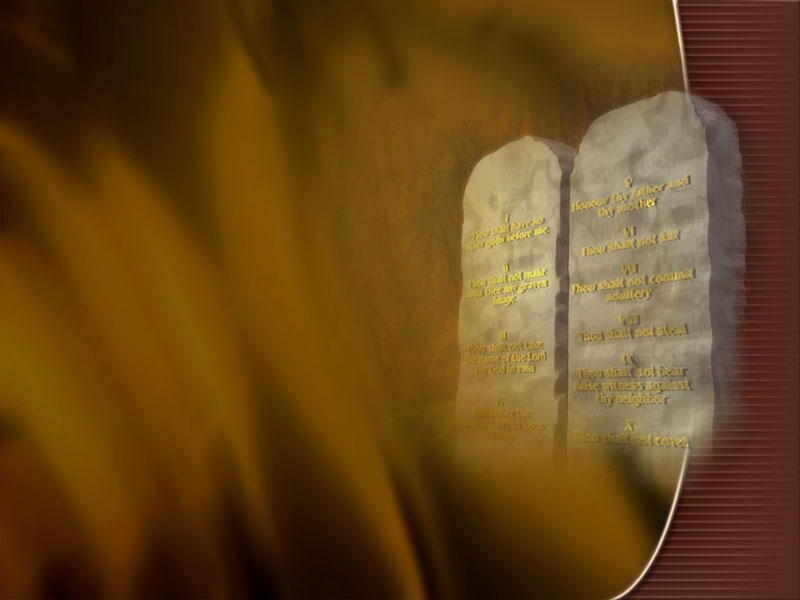 I
Thou shalt have no
other gods before me
II
Thou shalt not make
unto thee any graven
image
III
Thou shalt not take
the name of the Lord
thy God in vain
IV
Remember the
Sabbath day to keep
it holy
V
Honour thy father and
thy mother
VI
Thou shalt not kill
VII
Thou shalt not commit
adultery
VIII
Thou shalt not steal
IX
Thou shalt not bear
false witness against
thy neighbor
X
Thou shalt not covet